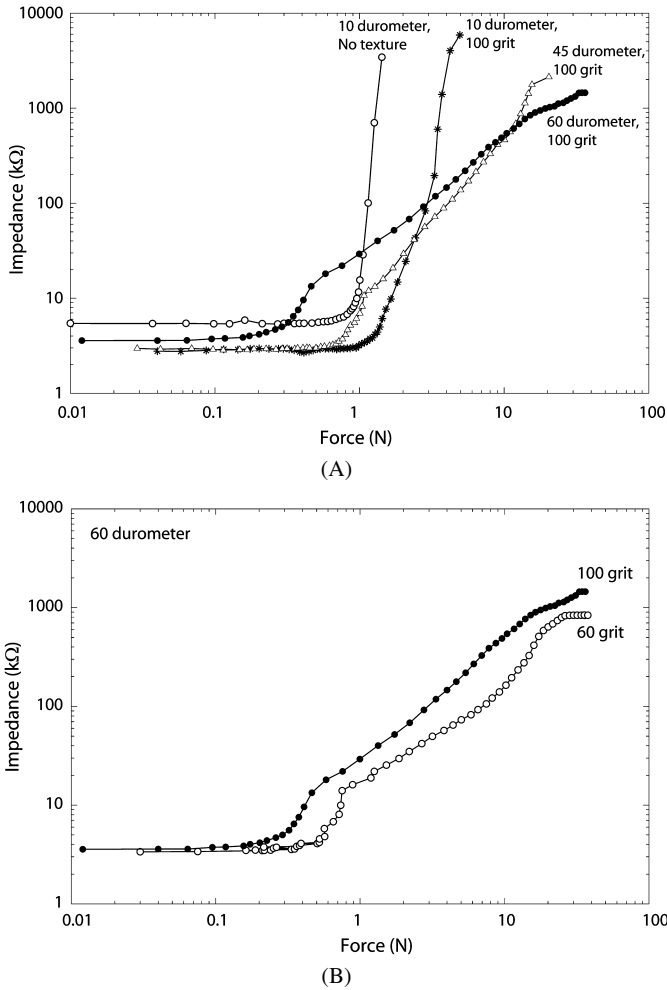 10000
1000
100
10
1
Impedance (kΩ)
10 durometer,
No texture
10 durometer,
100 grit
45 durometer,
100 grit
60 durometer,
100 grit
0.01
0.1
1
10
100
Force (N)
(A)
10000
1000
100
10
1
Impedance (kΩ)
60 durometer
100 grit
60 grit
0.01
0.1
1
10
100
Force (N)
(B)